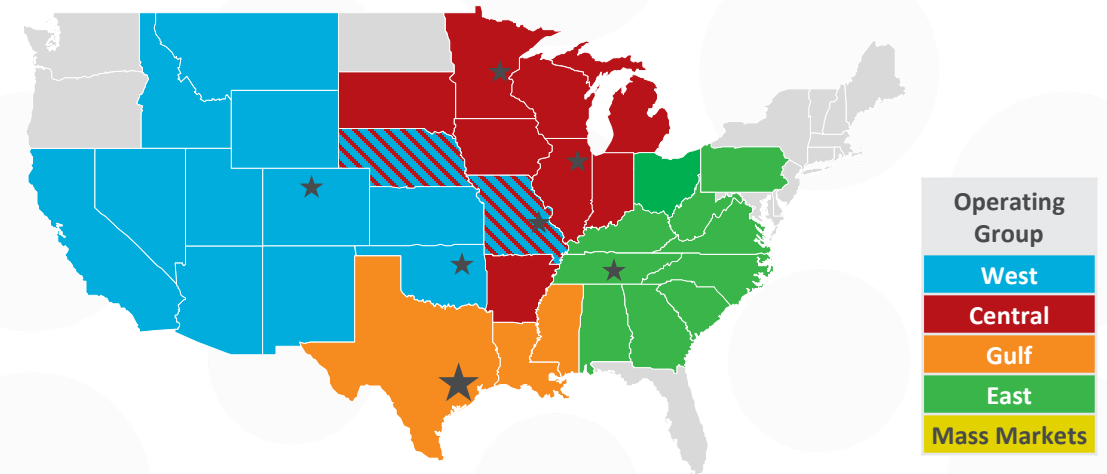 Operating
Group
West
Central
Gulf
East
Mass Markets